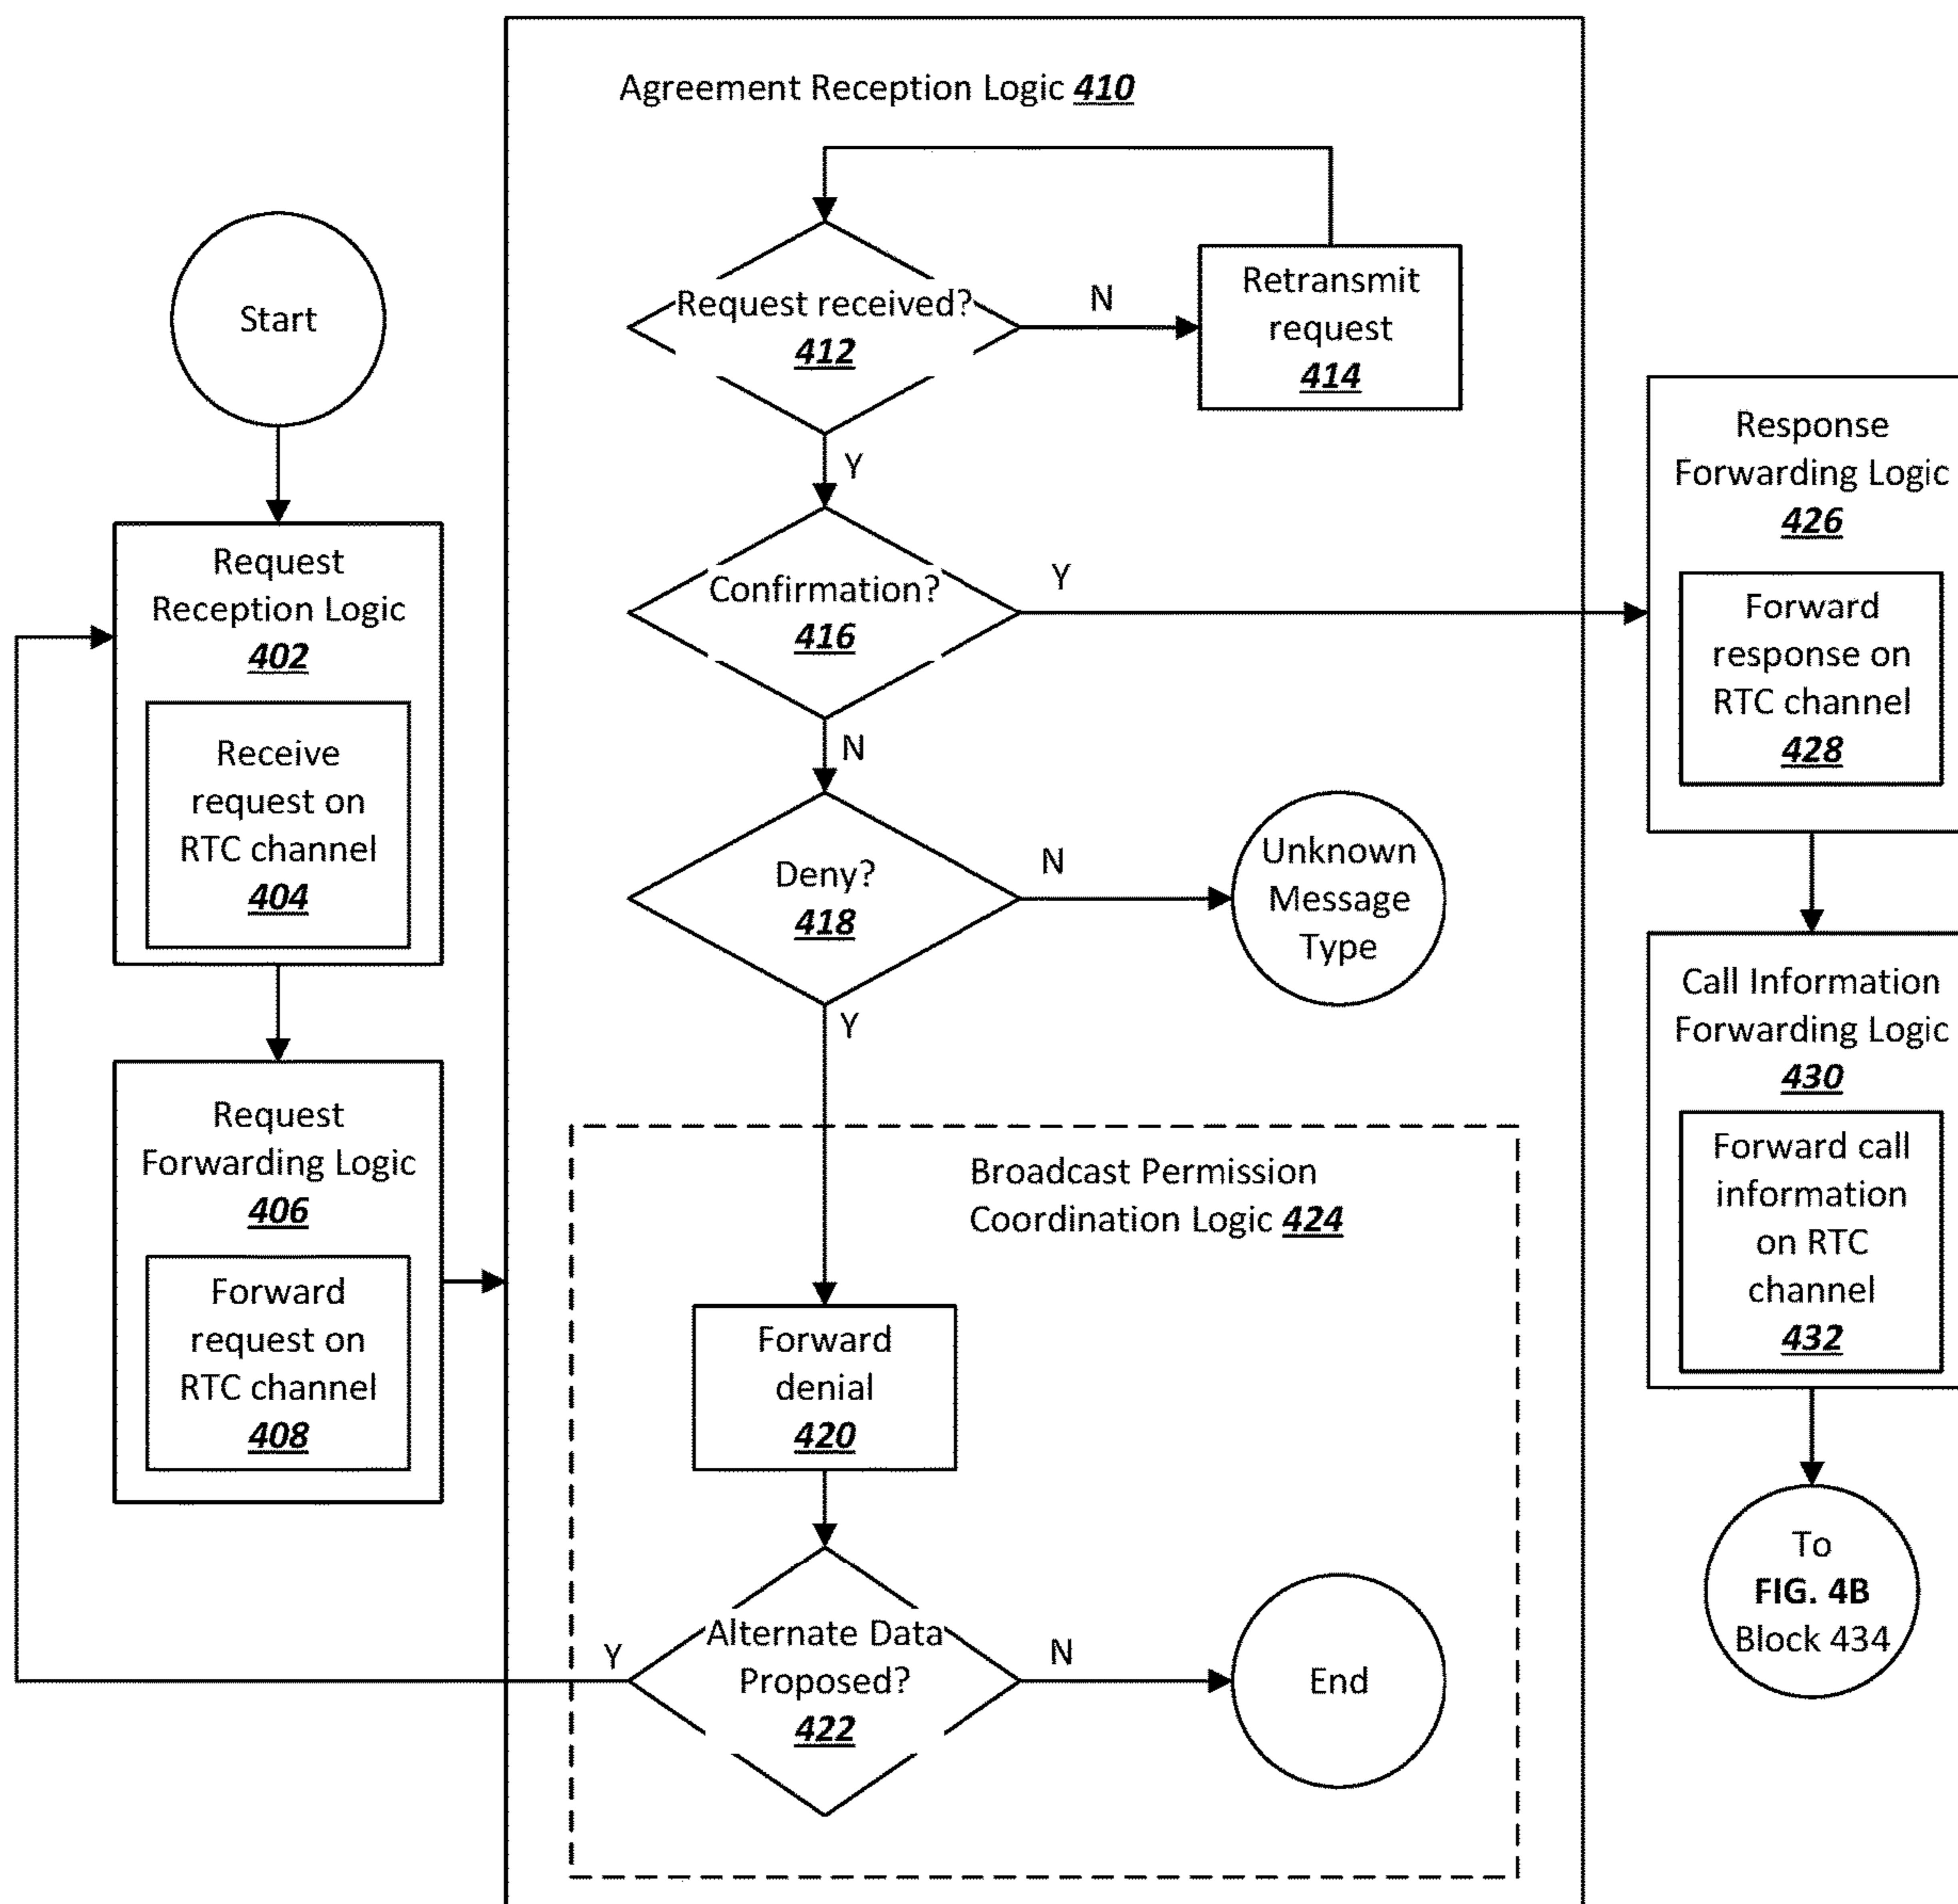 Start
Request
Reception Logic
402
Receive
request on
RTC channel
404
Request
Forwarding Logic
406
Forward
request on
RTC channel
408
Agreement Reception Logic 410
Request received?
412
N
Retransmit
request
414
Y
Confirmation?
416
Y
N
Deny?
418
N
Unknown
Message
Type
Y
Broadcast Permission
Coordination Logic 424
Forward
denial
420
Alternate Data
Proposed?
422
Y
N
End
Response
Forwarding Logic
426
Forward
response on
RTC channel
428
Call Information
Forwarding Logic
430
Forward call
information
on RTC
channel
432
To
FIG. 4B
Block 434